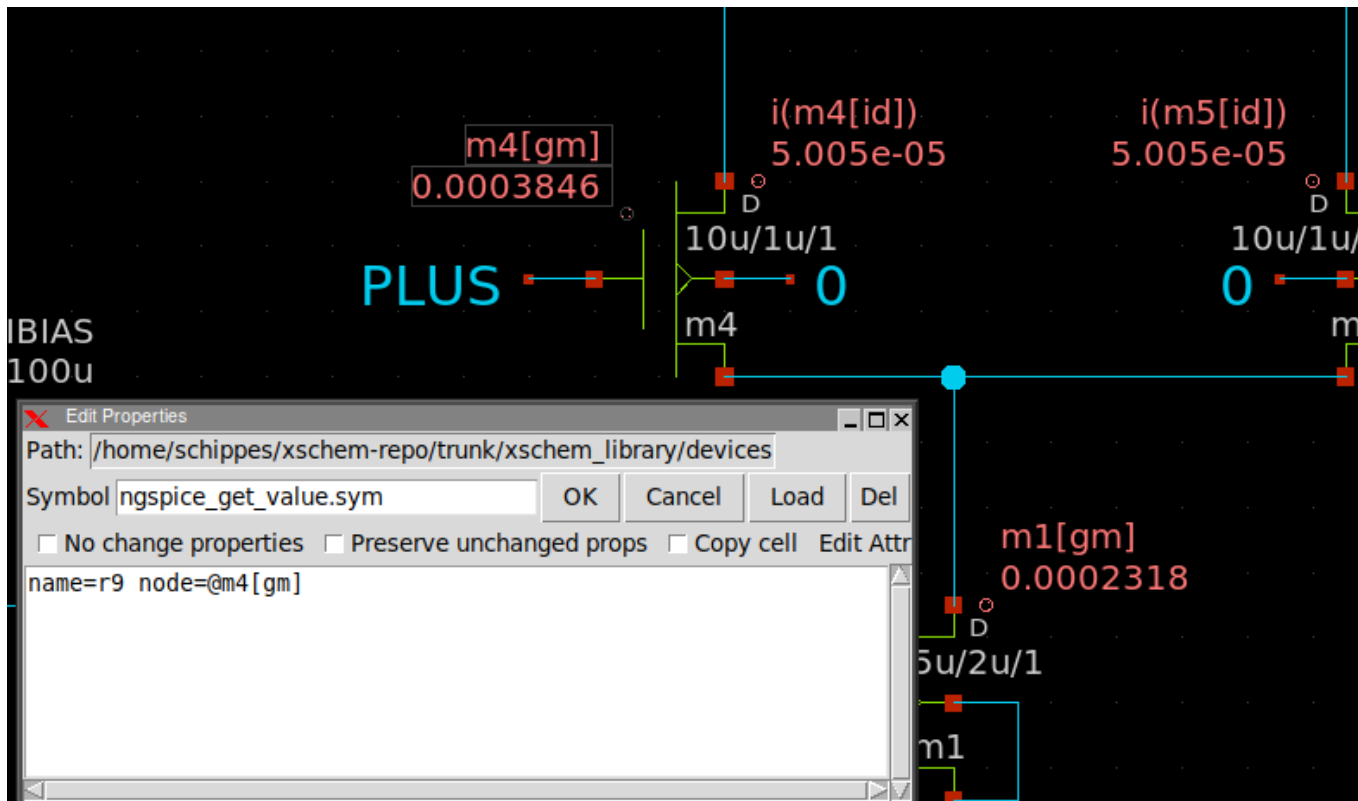 i(m4[id])
i(m5[id])
m4[gm]
5.005e-05
5.005e-05
0.0003846
D
D
10u/1u/1
10u/1u/
PLUS
0
0
m4
m
IBIAS
100u
Edit Properties
Path: /home/schippes/xschem-repo/trunk/xschem_library/devices
Symbol ngspice_get_value.sym OK Cancel Load Del
No change properties Preserve unchanged props Copy cell Edit Attr
name=r9 node=@m4[gm]
m1[gm]
0.0002318
D
5u/2u/1
m1